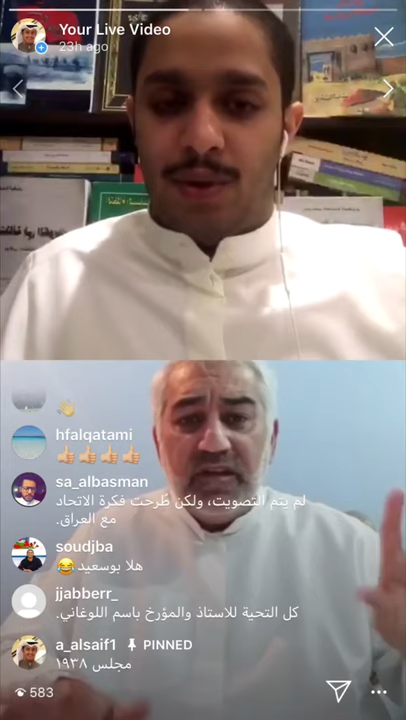 Your Live Video
23h ago
hfalqatami
👍🏼👍🏼👍🏼👍🏼
sa_albasman
لم يتم التصويت، ولكن طُرحت فكرة الاتحاد
مع العراق.
soudjba
هلا بوسعيد😂
jjabberr_
كل التحية للاستاذ والمؤرخ باسم اللوغاني.
a_alsaif1 PINNED
مجلس ١٩٣٨
583